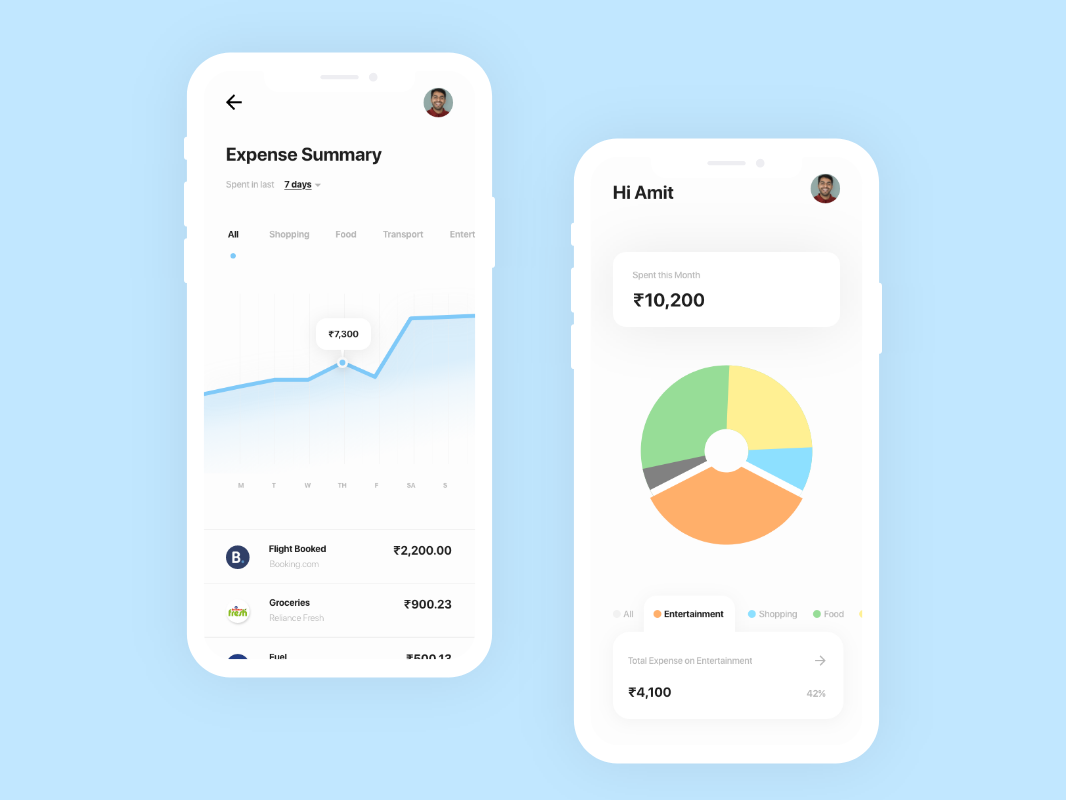 Expense Summary
Spent in last 7 days
All Shopping Food Transport Entert
₹7,300
M T W TH F SA S
B.
Flight Booked ₹2,200.00
Booking.com
fresh
Groceries ₹900.23
Reliance Fresh
Fuel ₹500.13
Hi Amit
Spent this Month
₹10,200
All Entertainment Shopping Food
Total Expense on Entertainment
₹4,100 42%